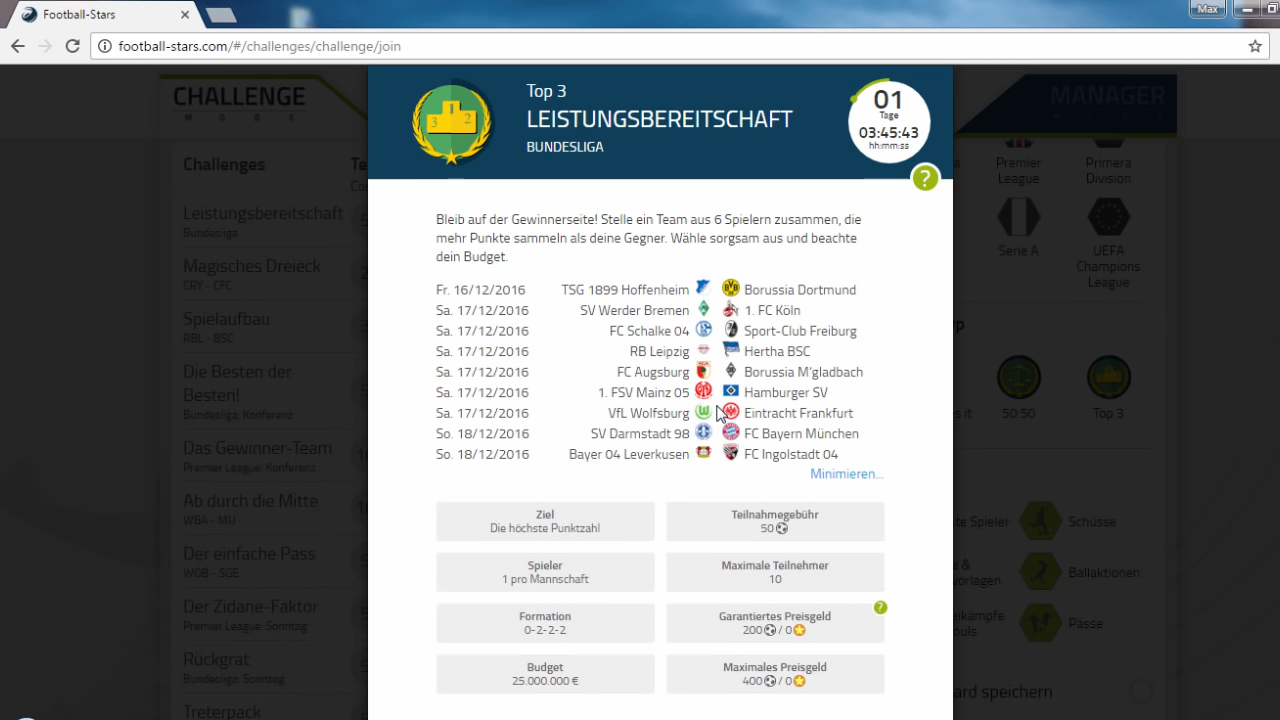 Football-Stars
Max
football-stars.com/#/challenges/challenge/join
CHALLENGE
M O D E
MANAGER
Top 3
LEISTUNGSBEREITSCHAFT
BUNDESLIGA
01
Tage
03:45:43
hh:mm:ss
?
Challenges
Leistungsbereitschaft
Bundesliga
Magisches Dreieck
CRY - CFC
Spielaufbau
RBL - BSC
Die Besten der
Besten!
Bundesliga: Konferenz
Das Gewinner-Team
Premier League: Konferenz
Ab durch die Mitte
WBA - MU
Der einfache Pass
WOB - SGE
Der Zidane-Faktor
Premier League: Sonntag
Rückgrat
Bundesliga: Sonntag
Treterpack
Bleib auf der Gewinnerseite! Stelle ein Team aus 6 Spielern zusammen, die
mehr Punkte sammeln als deine Gegner. Wähle sorgsam aus und beachte
dein Budget.
Fr. 16/12/2016 TSG 1899 Hoffenheim Borussia Dortmund
Sa. 17/12/2016 SV Werder Bremen 1. FC Köln
Sa. 17/12/2016 FC Schalke 04 Sport-Club Freiburg
Sa. 17/12/2016 RB Leipzig Hertha BSC
Sa. 17/12/2016 FC Augsburg Borussia M'gladbach
Sa. 17/12/2016 1. FSV Mainz 05 Hamburger SV
Sa. 17/12/2016 VfL Wolfsburg Eintracht Frankfurt
So. 18/12/2016 SV Darmstadt 98 FC Bayern München
So. 18/12/2016 Bayer 04 Leverkusen FC Ingolstadt 04
Minimieren...
Ziel
Die höchste Punktzahl
Teilnahmegebühr
50
Spieler
1 pro Mannschaft
Maximale Teilnehmer
10
Formation
0-2-2-2
Garantiertes Preisgeld
200 / 0
?
Budget
25.000.000 €
Maximales Preisgeld
400 / 0
Premier
League
Primera
Division
Serie A
UEFA
Champions
League
50:50
Top 3
Spieler
Schüsse
Ballaktionen
Pässe
speichern